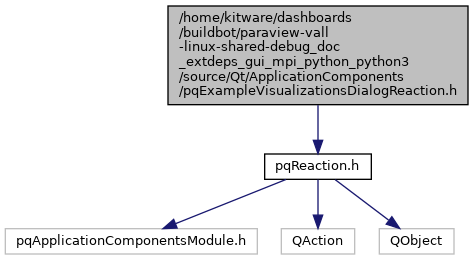 /home/kitware/dashboards
/buildbot/paraview-vall
-linux-shared-debug_doc
_extdeps_gui_mpi_python_python3
/source/Qt/ApplicationComponents
/pqExampleVisualizationsDialogReaction.h
pqReaction.h
pqApplicationComponentsModule.h
QAction
QObject